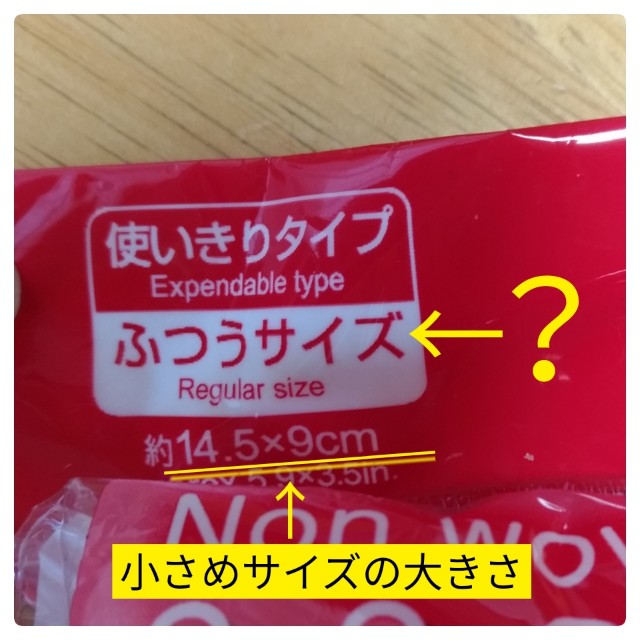 使いきりタイプ
Expendable type
ふつうサイズ
←?
Regular size
約14.5×9cm
5.9×3.5in.
↑
Non
小さめサイズの大きさ